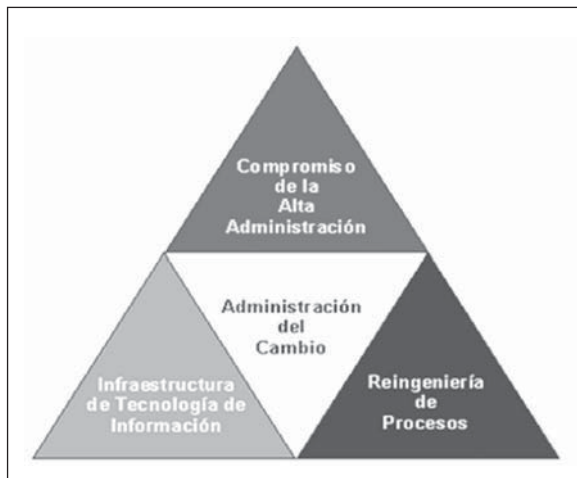 Compromiso
de la
Alta
Administración
Administración
del
Cambio
Infraestructura
de Tecnología de
Información
Reingeniería
de
Procesos